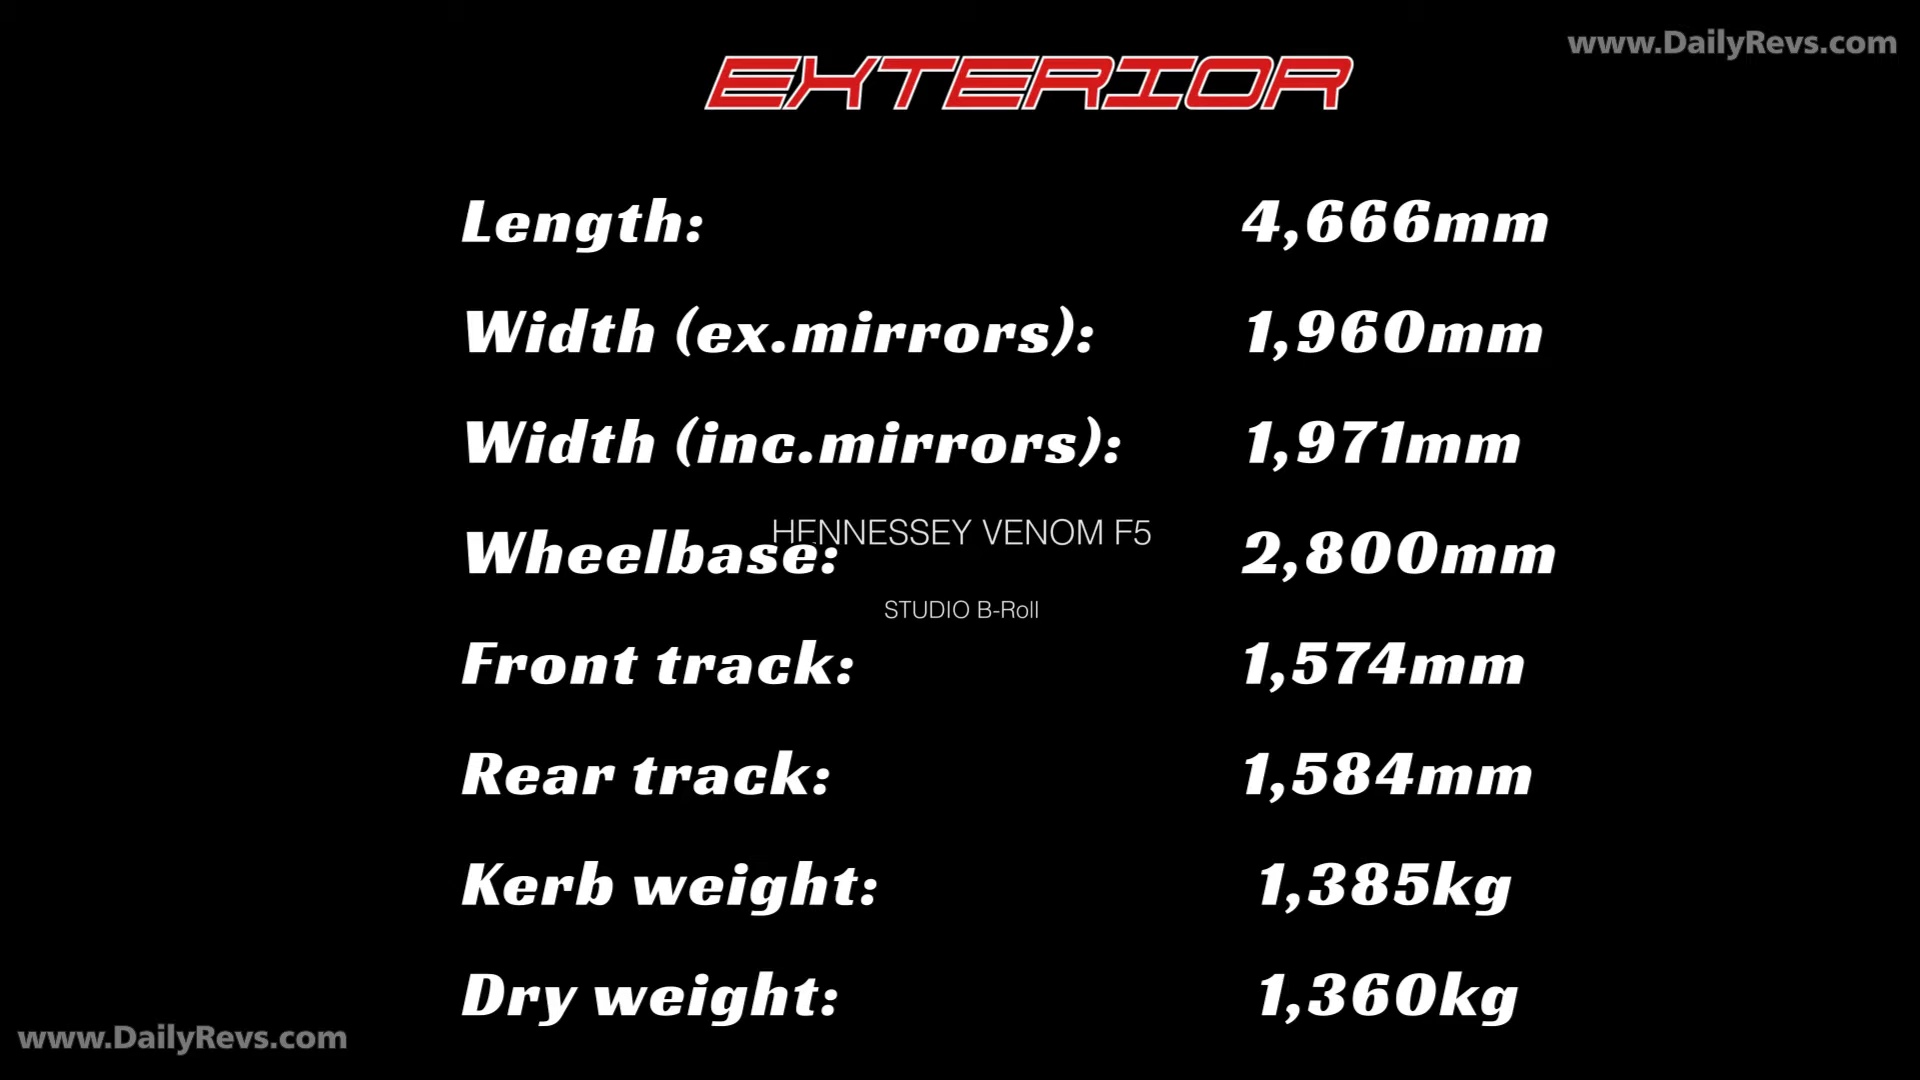 www.DailyRevs.com
EXTERIOR
Length: 4,666mm
Width (ex.mirrors): 1,960mm
Width (inc.mirrors): 1,971mm
HENNESSEY VENOM F5
Wheelbase: 2,800mm
STUDIO B-Roll
Front track: 1,574mm
Rear track: 1,584mm
Kerb weight: 1,385kg
Dry weight: 1,360kg
www.DailyRevs.com